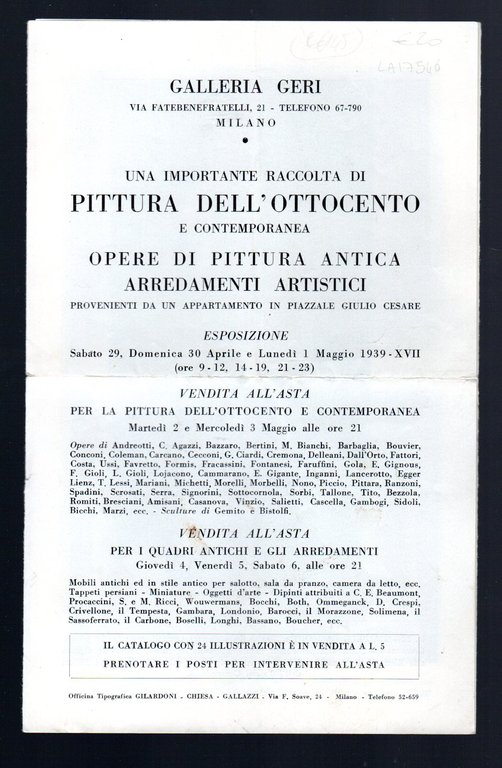 €20
LA17540
GALLERIA GERI
VIA FATEBENEFRATELLI, 21 - TELEFONO 67-790
MILANO
•
UNA IMPORTANTE RACCOLTA DI
PITTURA DELL'OTTOCENTO
E CONTEMPORANEA
OPERE DI PITTURA ANTICA
ARREDAMENTI ARTISTICI
PROVENIENTI DA UN APPARTAMENTO IN PIAZZALE GIULIO CESARE
ESPOSIZIONE
Sabato 29, Domenica 30 Aprile e Lunedì 1 Maggio 1939-XVII
(ore 9-12, 14-19, 21-23)
VENDITA ALL'ASTA
PER LA PITTURA DELL'OTTOCENTO E CONTEMPORANEA
Martedì 2 e Mercoledì 3 Maggio alle ore 21
Opere di Andreotti, C. Agazzi, Bazzaro, Bertini, M. Bianchi, Barbaglia, Bouvier,
Conconi, Coleman, Carcano, Cecconi, G. Ciardi, Cremona, Delleani, Dall'Orto, Fattori,
Costa, Ussi, Favretto, Formis, Fracassini, Fontanesi, Faruffini, Gola, E. Gignous,
F. Gioli, L. Gioli, Lojacono, Cammarano, E. Gigante, Inganni, Lancerotto, Egger
Lienz, T. Lessi, Mariani, Michetti, Morelli, Morbelli, Nono, Piccio, Pittara, Ranzoni,
Spadini, Scrosati, Serra, Signorini, Sottocornola, Sorbi, Tallone, Tito, Bezzola,
Romiti, Bresciani, Amisani, Casanova, Vinzio, Salietti, Cascella, Gambogi, Sidoli,
Bicchi, Marzi, ecc. - Sculture di Gemito e Bistolfi.
VENDITA ALL'ASTA
PER I QUADRI ANTICHI E GLI ARREDAMENTI
Giovedì 4, Venerdì 5, Sabato 6, alle ore 21
Mobili antichi ed in stile antico per salotto, sala da pranzo, camera da letto, ecc.
Tappeti persiani - Miniature - Oggetti d'arte - Dipinti attribuiti a C. E. Beaumont,
Procaccini, S. e M. Ricci, Wouwermans, Bocchi, Both, Ommeganck, D. Crespi,
Crivellone, il Tempesta, Gambara, Londonio, Barocci, il Morazzone, Solimena, il
Sassoferrato, il Carbone, Boselli, Longhi, Bassano, Boucher, ecc.
IL CATALOGO CON 24 ILLUSTRAZIONI È IN VENDITA A L. 5
PRENOTARE I POSTI PER INTERVENIRE ALL'ASTA
Officina Tipografica GILARDONI - CHIESA - GALLAZZI - Via F. Soave, 24 - Milano - Telefono 52-659